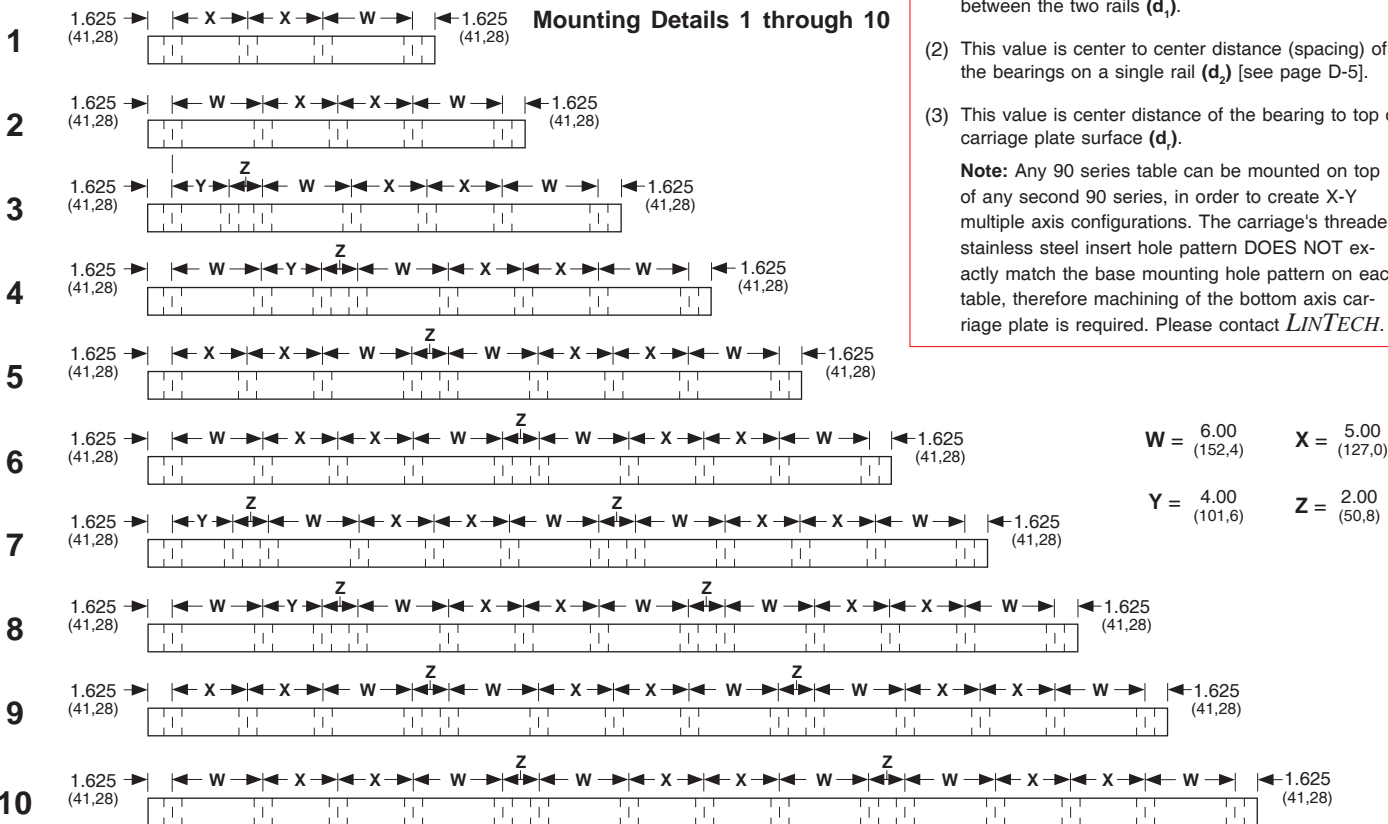 Mounting Details 1 through 10
1
1.625 X X W 1.625
(41,28) (41,28)
2
1.625 W X X W 1.625
(41,28) (41,28)
3
Z
1.625 Y W X X W 1.625
(41,28) (41,28)
4
Z
1.625 W Y W X X W 1.625
(41,28) (41,28)
5
Z
1.625 X X W W X X W 1.625
(41,28) (41,28)
6
Z
1.625 W X X W W X X W 1.625
(41,28) (41,28)
7
Z Z
1.625 Y W X X W W X X W 1.625
(41,28) (41,28)
8
Z Z
1.625 W Y W X X W W X X W 1.625
(41,28) (41,28)
9
Z Z
1.625 X X W W X X W W X X W 1.625
(41,28) (41,28)
10
Z Z
1.625 W X X W W X X W W X X W 1.625
(41,28) (41,28)
between the two rails (d1).
(2) This value is center to center distance (spacing) of
the bearings on a single rail (d2) [see page D-5].
(3) This value is center distance of the bearing to top
carriage plate surface (dr).
Note: Any 90 series table can be mounted on top
of any second 90 series, in order to create X-Y
multiple axis configurations. The carriage's
stainless steel insert hole pattern DOES NOT ex-
actly match the base mounting hole pattern on
table, therefore machining of the bottom axis car-
riage plate is required. Please contact LINTECH.
W = 6.00 (152,4) X = 5.00 (127,0)
Y = 4.00 (101,6) Z = 2.00 (50,8)